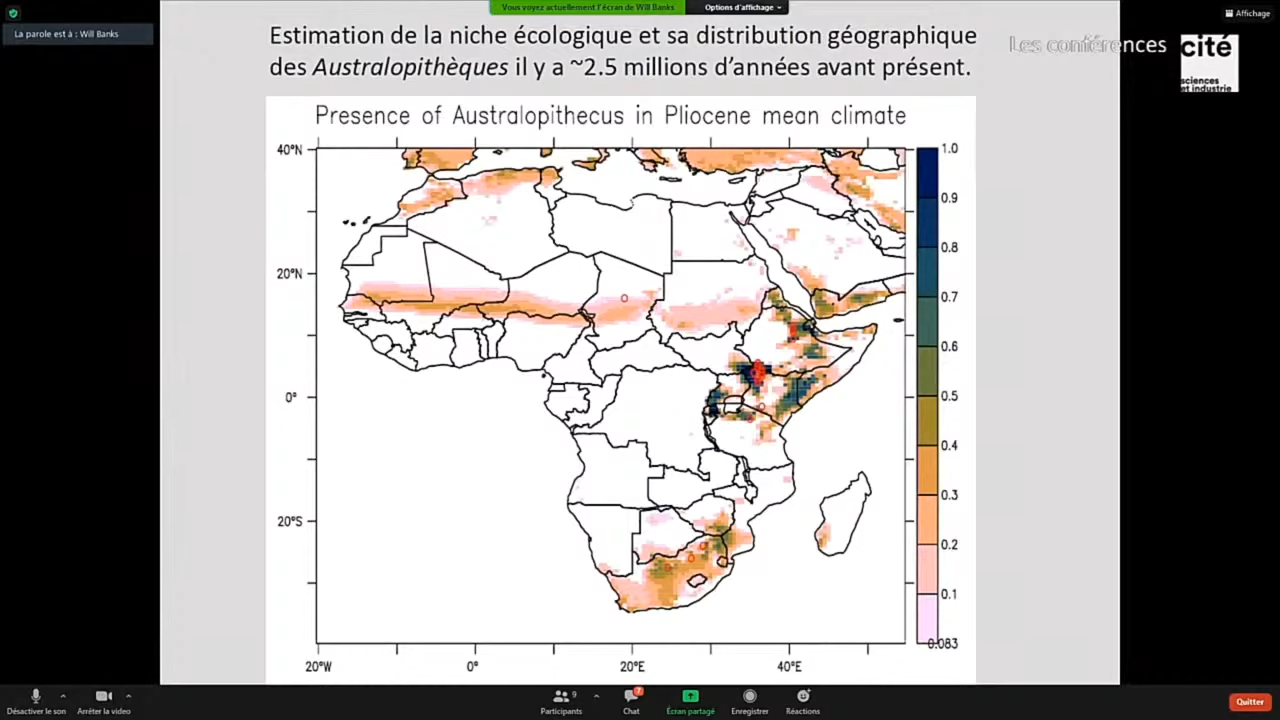 Vous voyez actuellement l'écran de Will Banks
Options d'affichage
Affichage
La parole est à : Will Banks
Estimation de la niche écologique et sa distribution géographique
des Australopithèques il y a ~2.5 millions d'années avant présent.
Les conférences
cité
sciences
et industrie
Presence of Australopithecus in Pliocene mean climate
40°N
20°N
0°
20°S
20°W
0°
20°E
40°E
1.0
0.9
0.8
0.7
0.6
0.5
0.4
0.3
0.2
0.1
0.083
Désactiver le son
Arrêter la vidéo
9
Participants
7
Chat
Écran partagé
Enregistrer
Réactions
Quitter